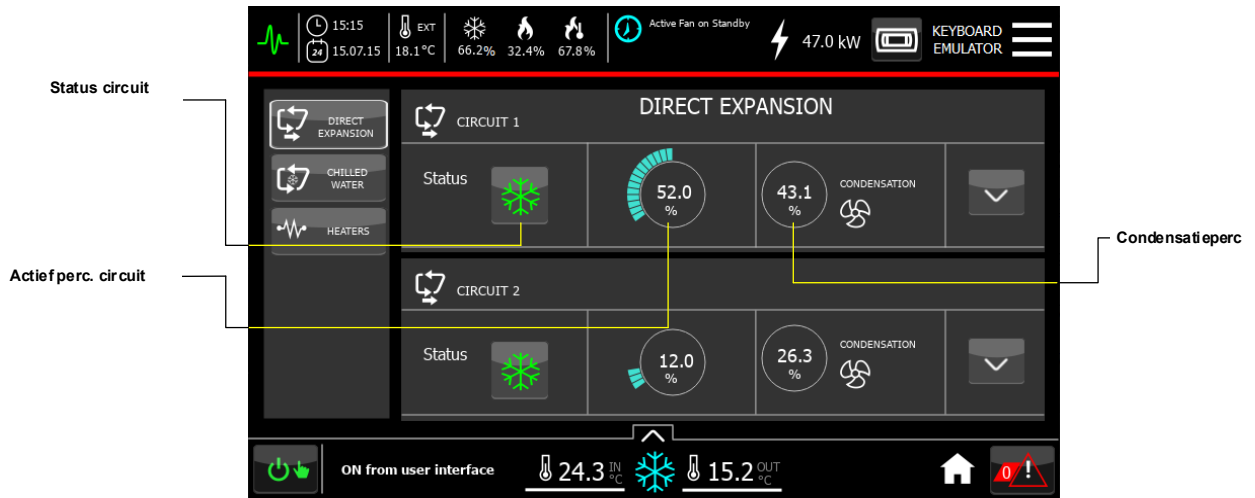 15:15
24 15.07.15
EXT
18.1°C
66.2% 32.4% 67.8%
Active Fan on Standby
47.0 kW
KEYBOARD
EMULATOR
Status circuit
DIRECT
EXPANSION
CHILLED
WATER
HEATERS
DIRECT EXPANSION
CIRCUIT 1
Status
52.0
%
43.1
%
CONDENSATION
Condensatieperc
Actief perc. circuit
CIRCUIT 2
Status
12.0
%
26.3
%
CONDENSATION
ON from user interface
24.3 IN °C
15.2 OUT °C
0 !